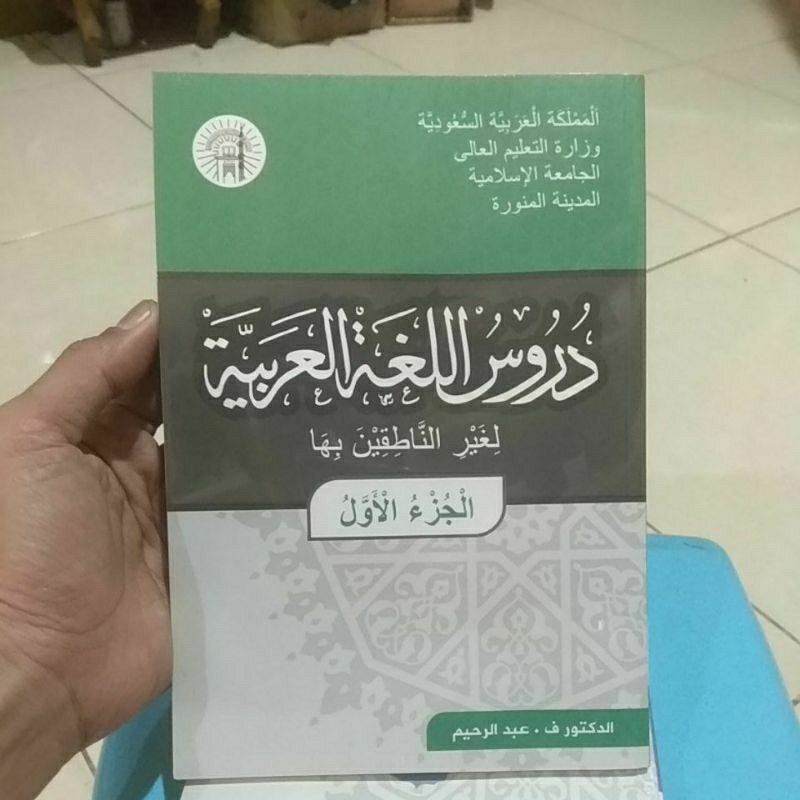 اَلْمَمْلَكَة الْعَرَبِيَّة السُّعُودِيَّة
وزارة التعليم العالى
الجامعة الإسلامية
المدينة المنورة
دُرُوسُ اللُّغَةِ الْعَرَبِيَّةِ
لِغَيْرِ النَّاطِقِيْنَ بِهَا
الْجُزْءُ الْأَوَّلُ
الدكتور ف . عبد الرحيم